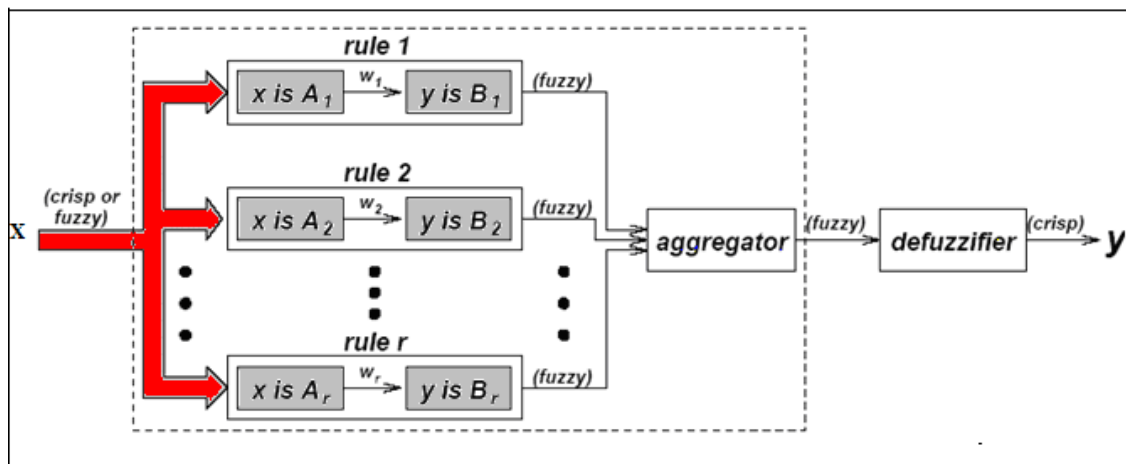 rule 1
x is A1
w1
y is B1
(fuzzy)
rule 2
(crisp or
fuzzy)
x is A2
w2
y is B2
(fuzzy)
X
aggregator
(fuzzy)
defuzzifier
(crisp)
y
rule r
x is Ar
wr
y is Br
(fuzzy)